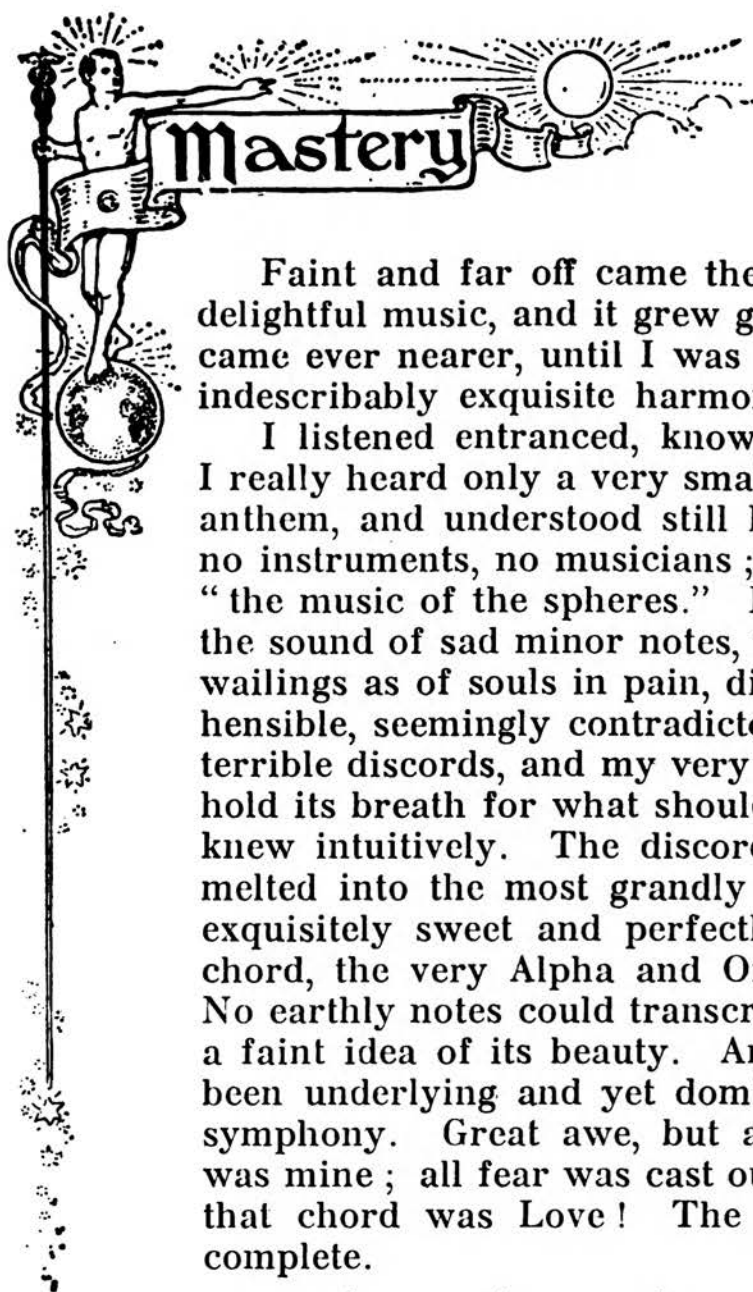 Mastery
Faint and far off came the
delightful music, and it grew g
came ever nearer, until I was
indescribably exquisite harmo
I listened entranced, know
I really heard only a very sma
anthem, and understood still
no instruments, no musicians ;
“ the music of the spheres.”
the sound of sad minor notes,
wailings as of souls in pain, di
hensible, seemingly contradicte
terrible discords, and my very
hold its breath for what shoul
knew intuitively. The discor
melted into the most grandly
exquisitely sweet and perfectl
chord, the very Alpha and O
No earthly notes could transcr
a faint idea of its beauty. A
been underlying and yet dom
symphony. Great awe, but a
was mine ; all fear was cast ou
that chord was Love ! The
complete.